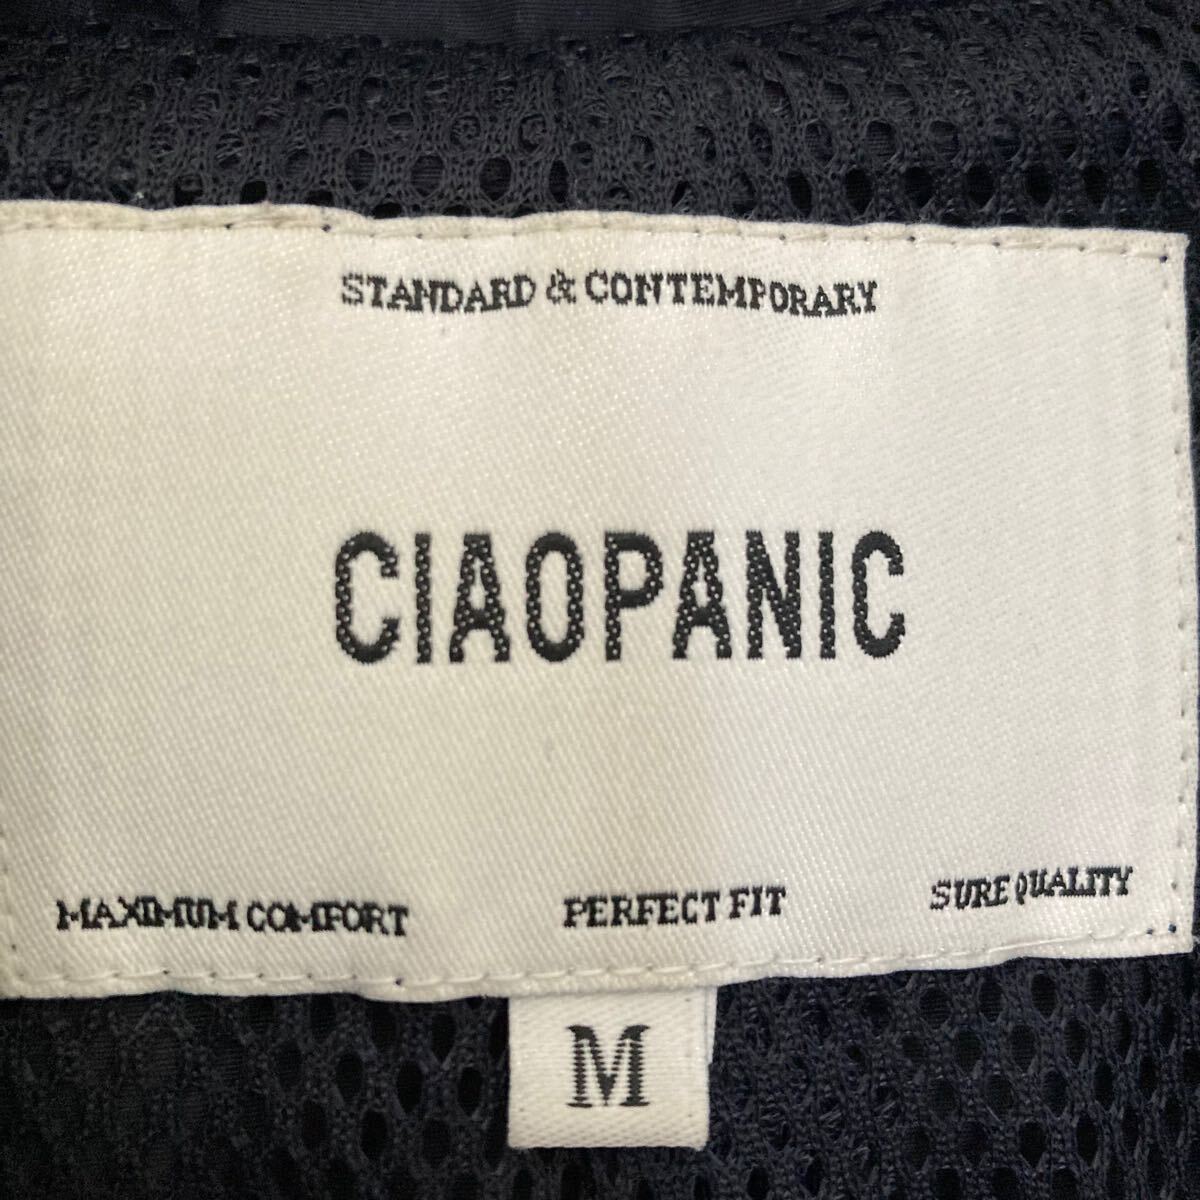 STANDARD & CONTEMPORARY
CIAOPANIC
MAXIMUM COMFORT PERFECT FIT SURE QUALITY
M